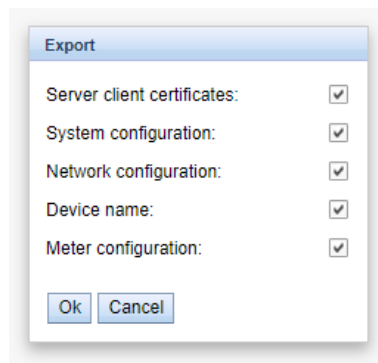 Export
Server client certificates:
System configuration:
Network configuration:
Device name:
Meter configuration:
Ok Cancel